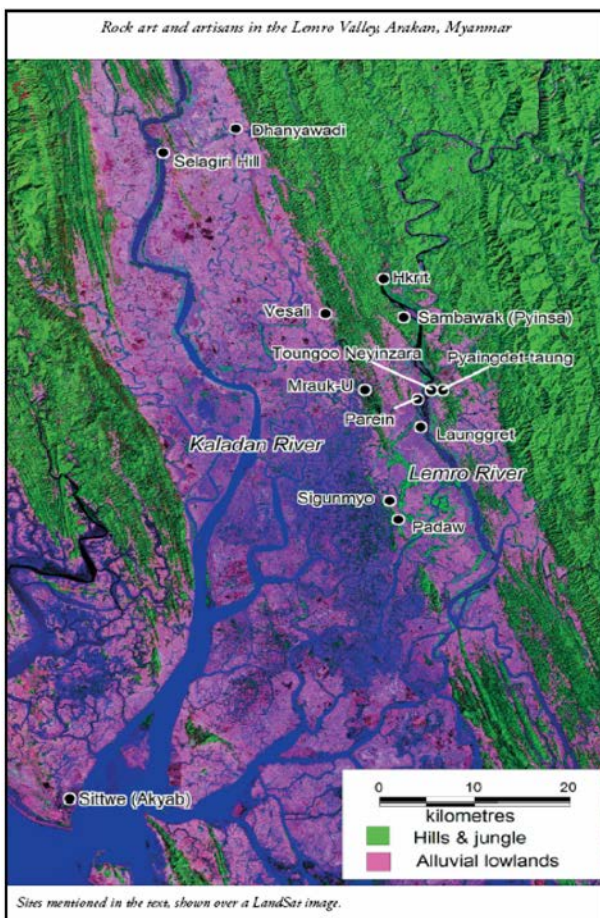 Rock art and artisans in the Lemro Valley, Arakan, Myanmar
Dhanyawadi
Selagiri Hill
Hkrit
Vesali
Sambawak (Pyinsa)
Toungoo Neyinzara
Pyaingdet-taung
Mrauk-U
Parein
Launggret
Kaladan River
Lemro River
Sigunmyo
Padaw
Sittwe (Akyab)
0 10 20
kilometres
Hills & jungle
Alluvial lowlands
Sites mentioned in the text, shown over a LandSat image.